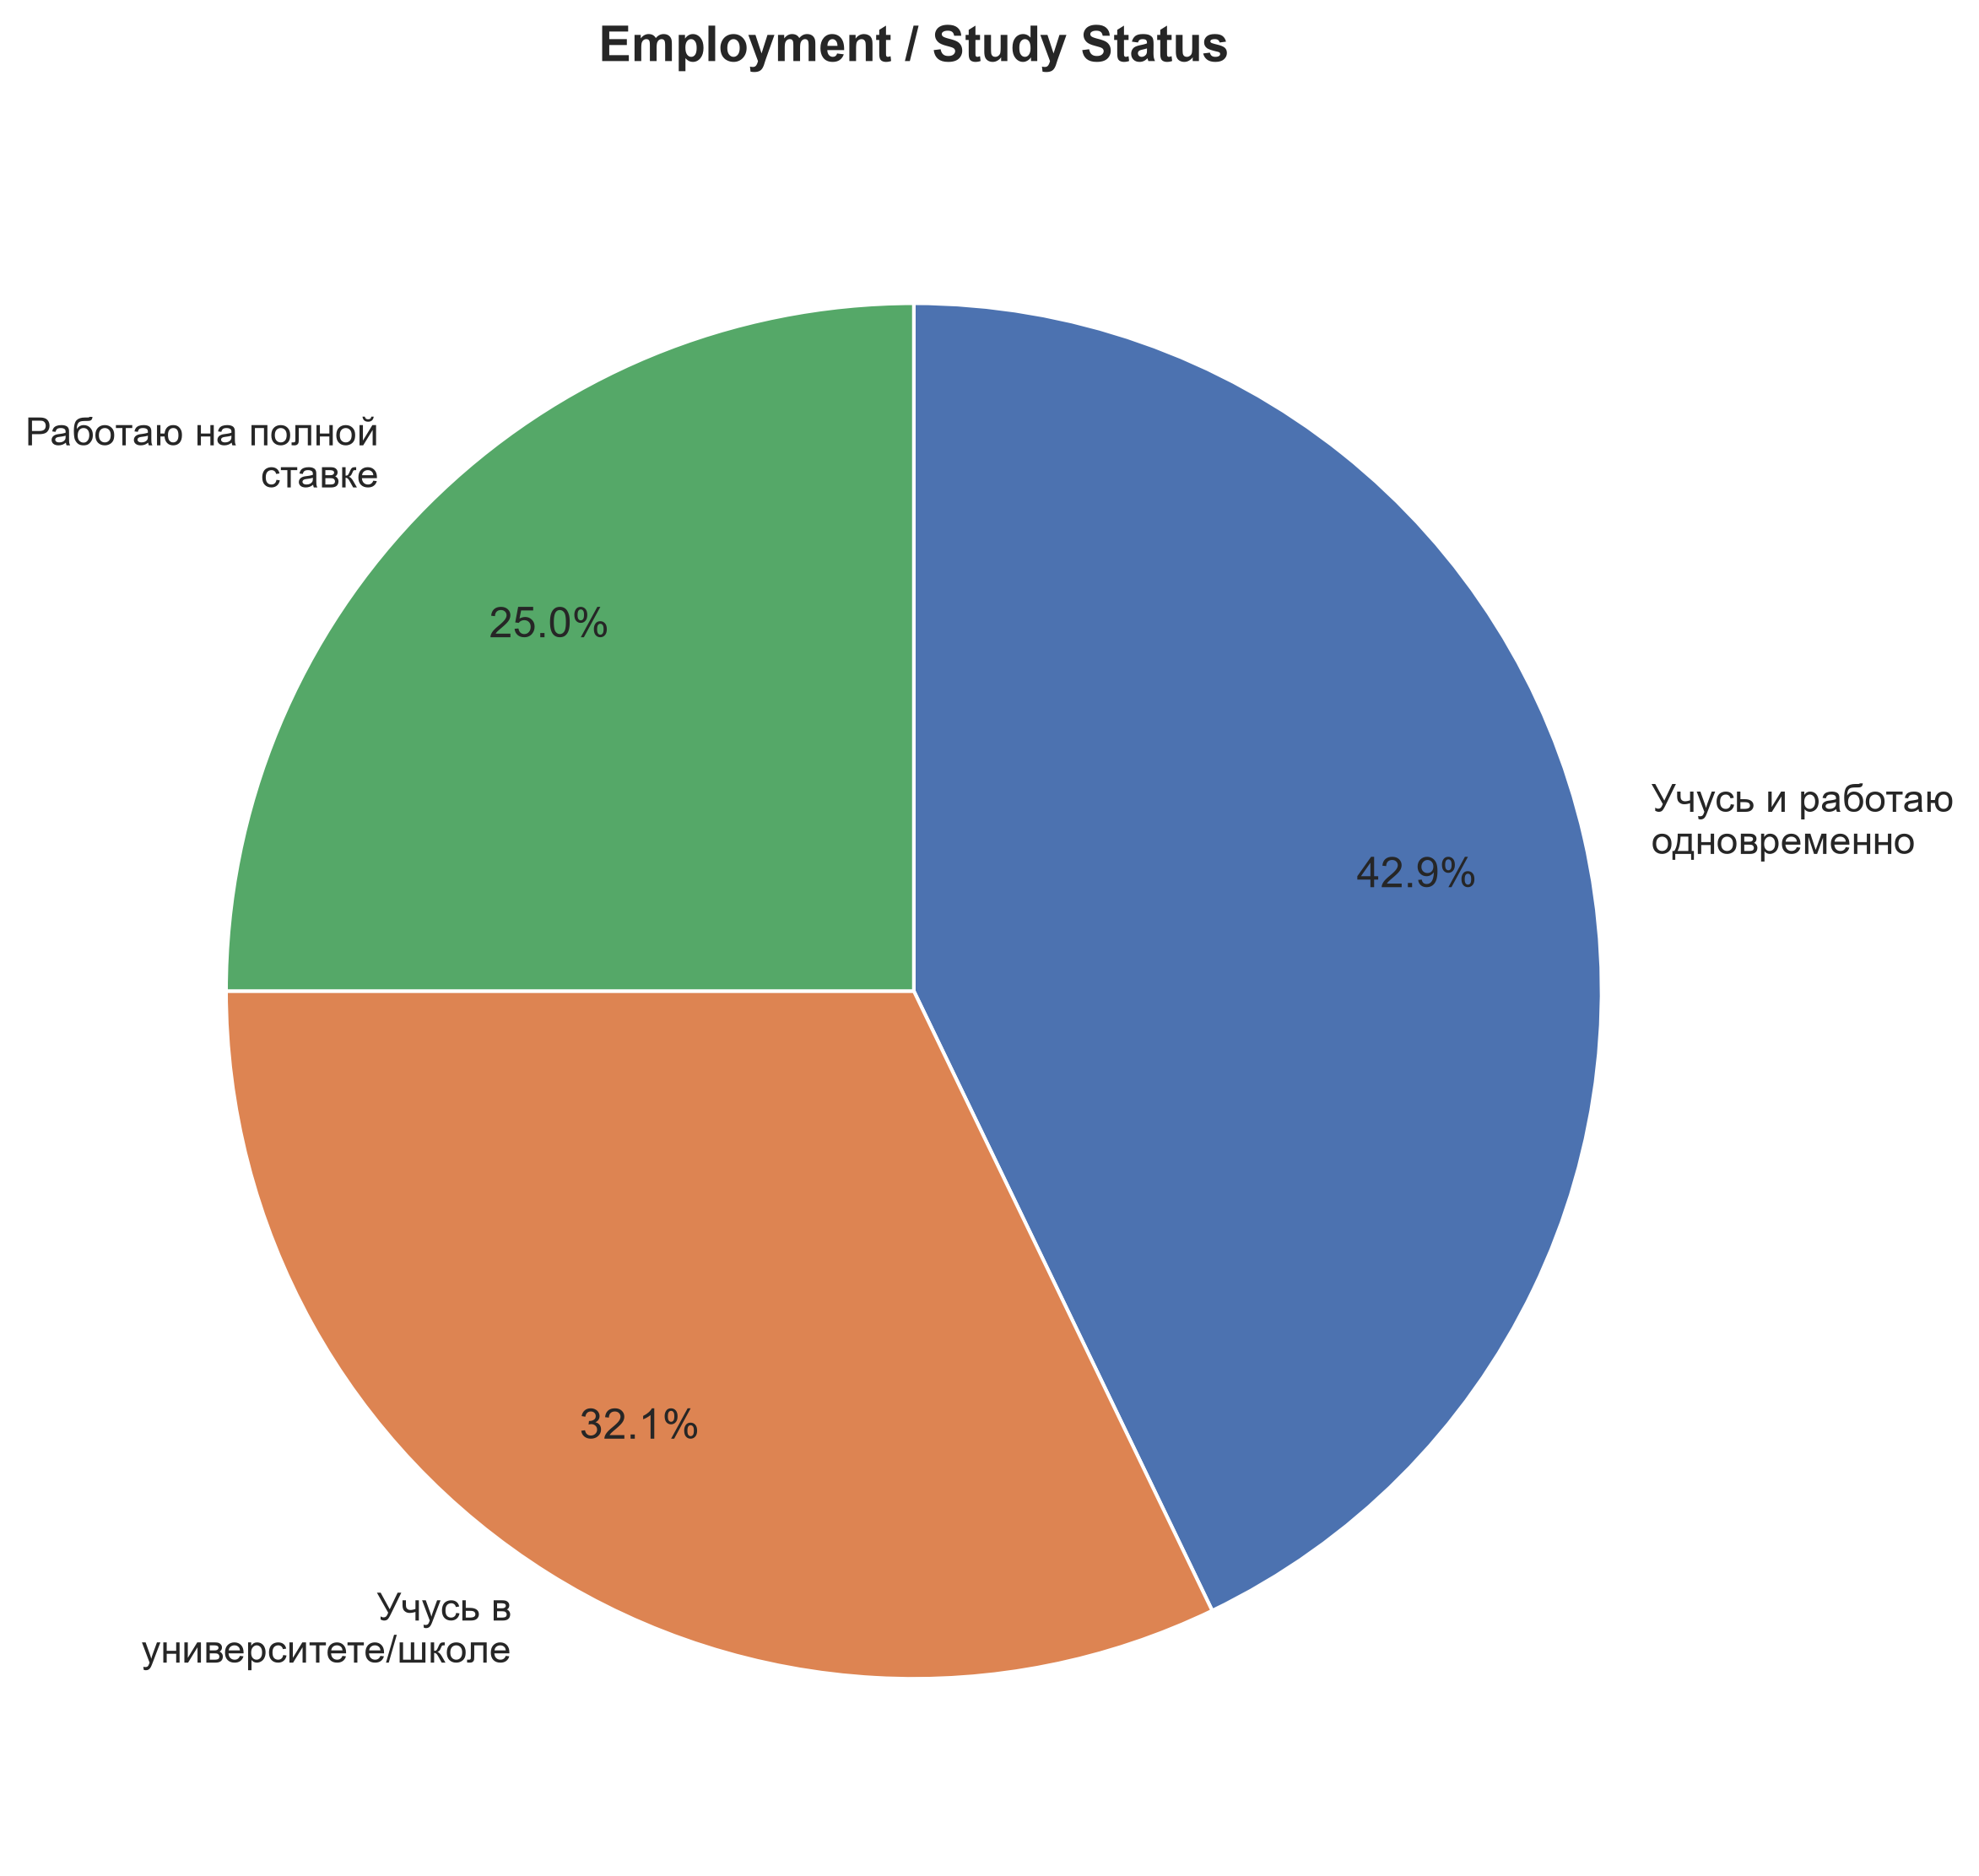 Employment / Study Status
Работаю на полной
ставке
25.0%
Учусь и работаю
одновременно
42.9%
32.1%
Учусь в
университете/школе